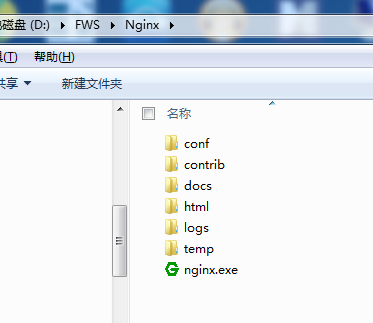 磁盘 (D:) FWS Nginx
(T) 帮助(H)
共享 新建文件夹
名称
conf
contrib
docs
html
logs
temp
nginx.exe